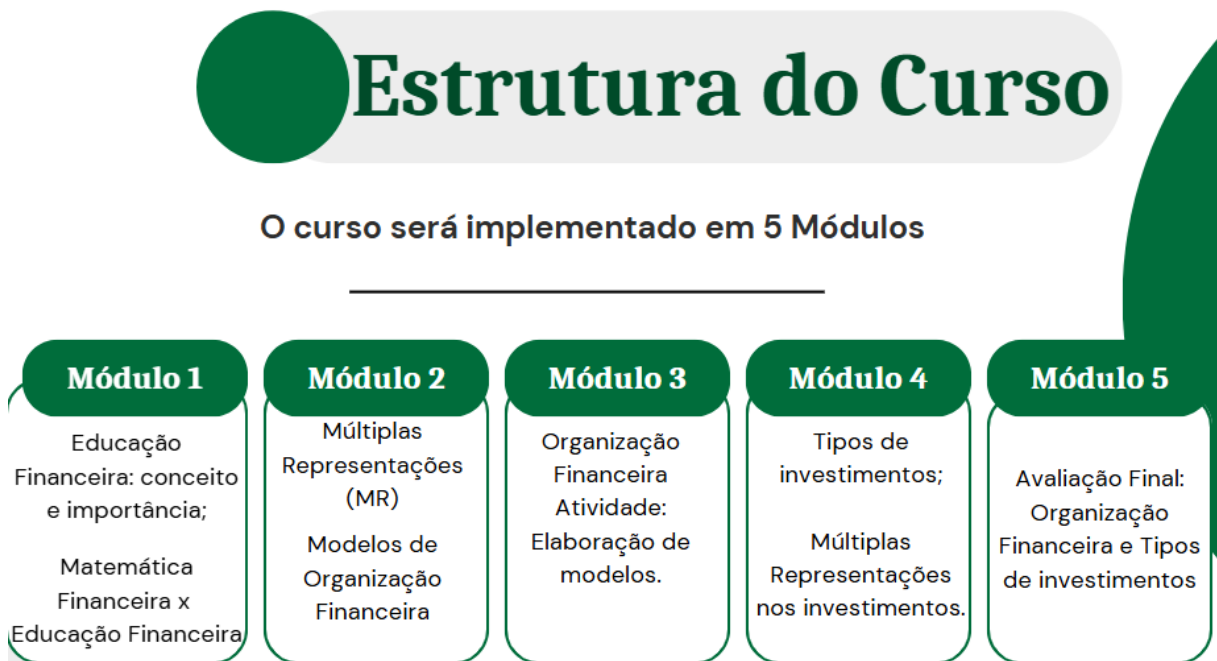 Estrutura do Curso
O curso será implementado em 5 Módulos
Módulo 1
Educação
Financeira: conceito
e importância;
Matemática
Financeira x
Educação Financeira
Módulo 2
Múltiplas
Representações
(MR)
Modelos de
Organização
Financeira
Módulo 3
Organização
Financeira
Atividade:
Elaboração de
modelos.
Módulo 4
Tipos de
investimentos;
Múltiplas
Representações
nos investimentos.
Módulo 5
Avaliação Final:
Organização
Financeira e Tipos
de investimentos